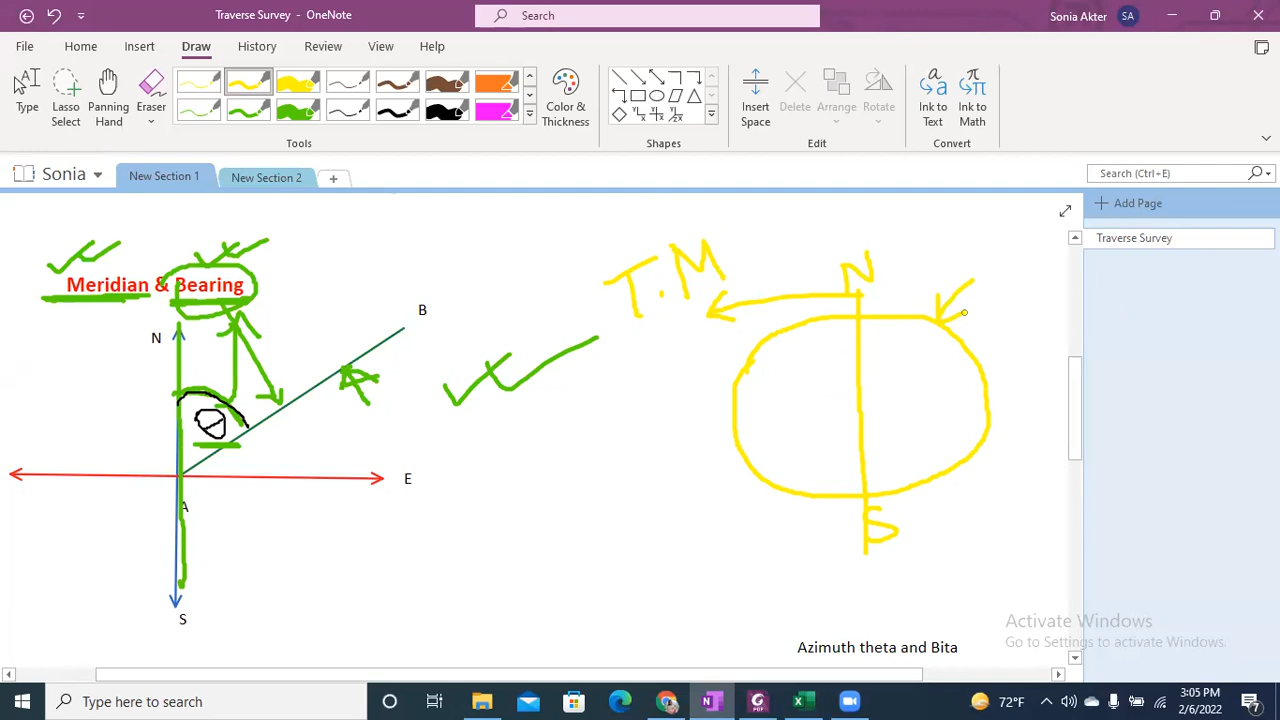 Traverse Survey - OneNote
Search
Sonia Akter SA
File Home Insert Draw History Review View Help
Type
Lasso Select
Panning Hand
Eraser
Color & Thickness
Insert Space
Delete
Arrange
Rotate
Ink to Text
Ink to Math
Tools Shapes Edit Convert
Sonia New Section 1 New Section 2
Search (Ctrl+E)
Add Page
Traverse Survey
Meridian & Bearing
T.M
N
B
N
θ
E
A
S
S
Azimuth theta and Bita
Activate Windows
Go to Settings to activate Windows.
Type here to search
72°F
3:05 PM
2/6/2022
7